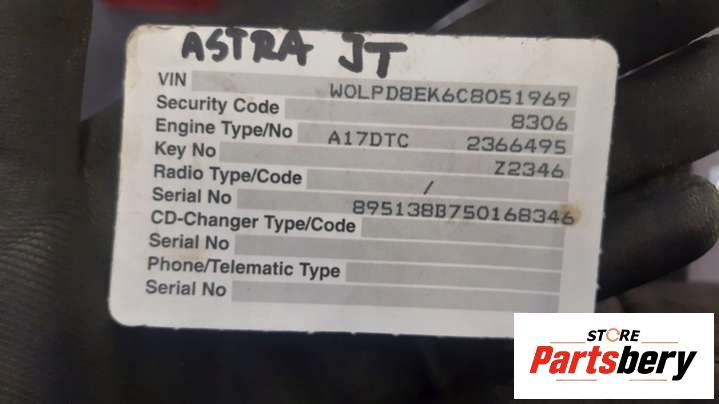 ASTRA JT
VIN WOLPD8EK6C8051969
Security Code 8306
Engine Type/No A17DTC 2366495
Key No Z2346
Radio Type/Code /
Serial No 895138B750168346
CD-Changer Type/Code
Serial No
Phone/Telematic Type
Serial No
STORE
Partsbery